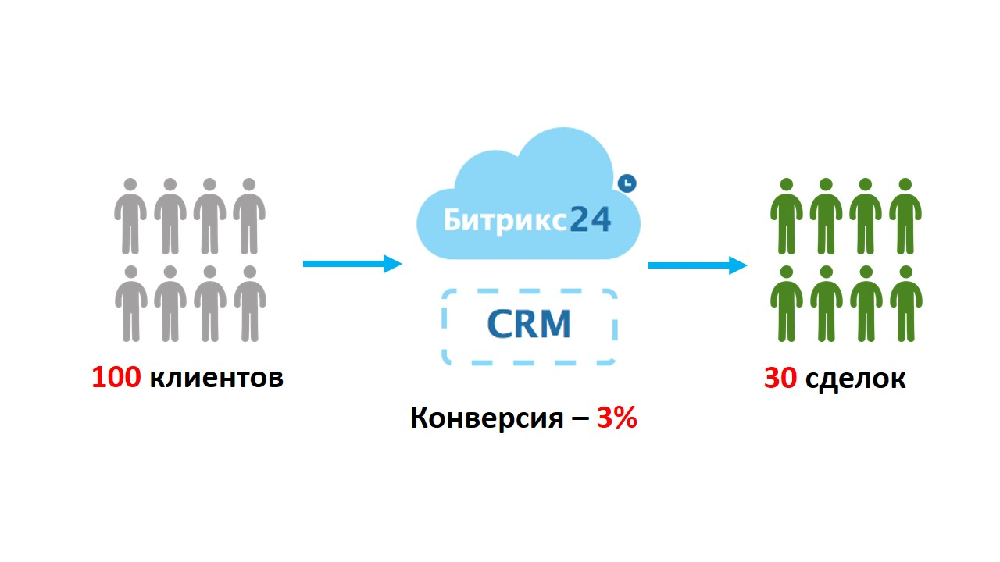 Битрикс24
CRM
100 клиентов
30 сделок
Конверсия – 3%